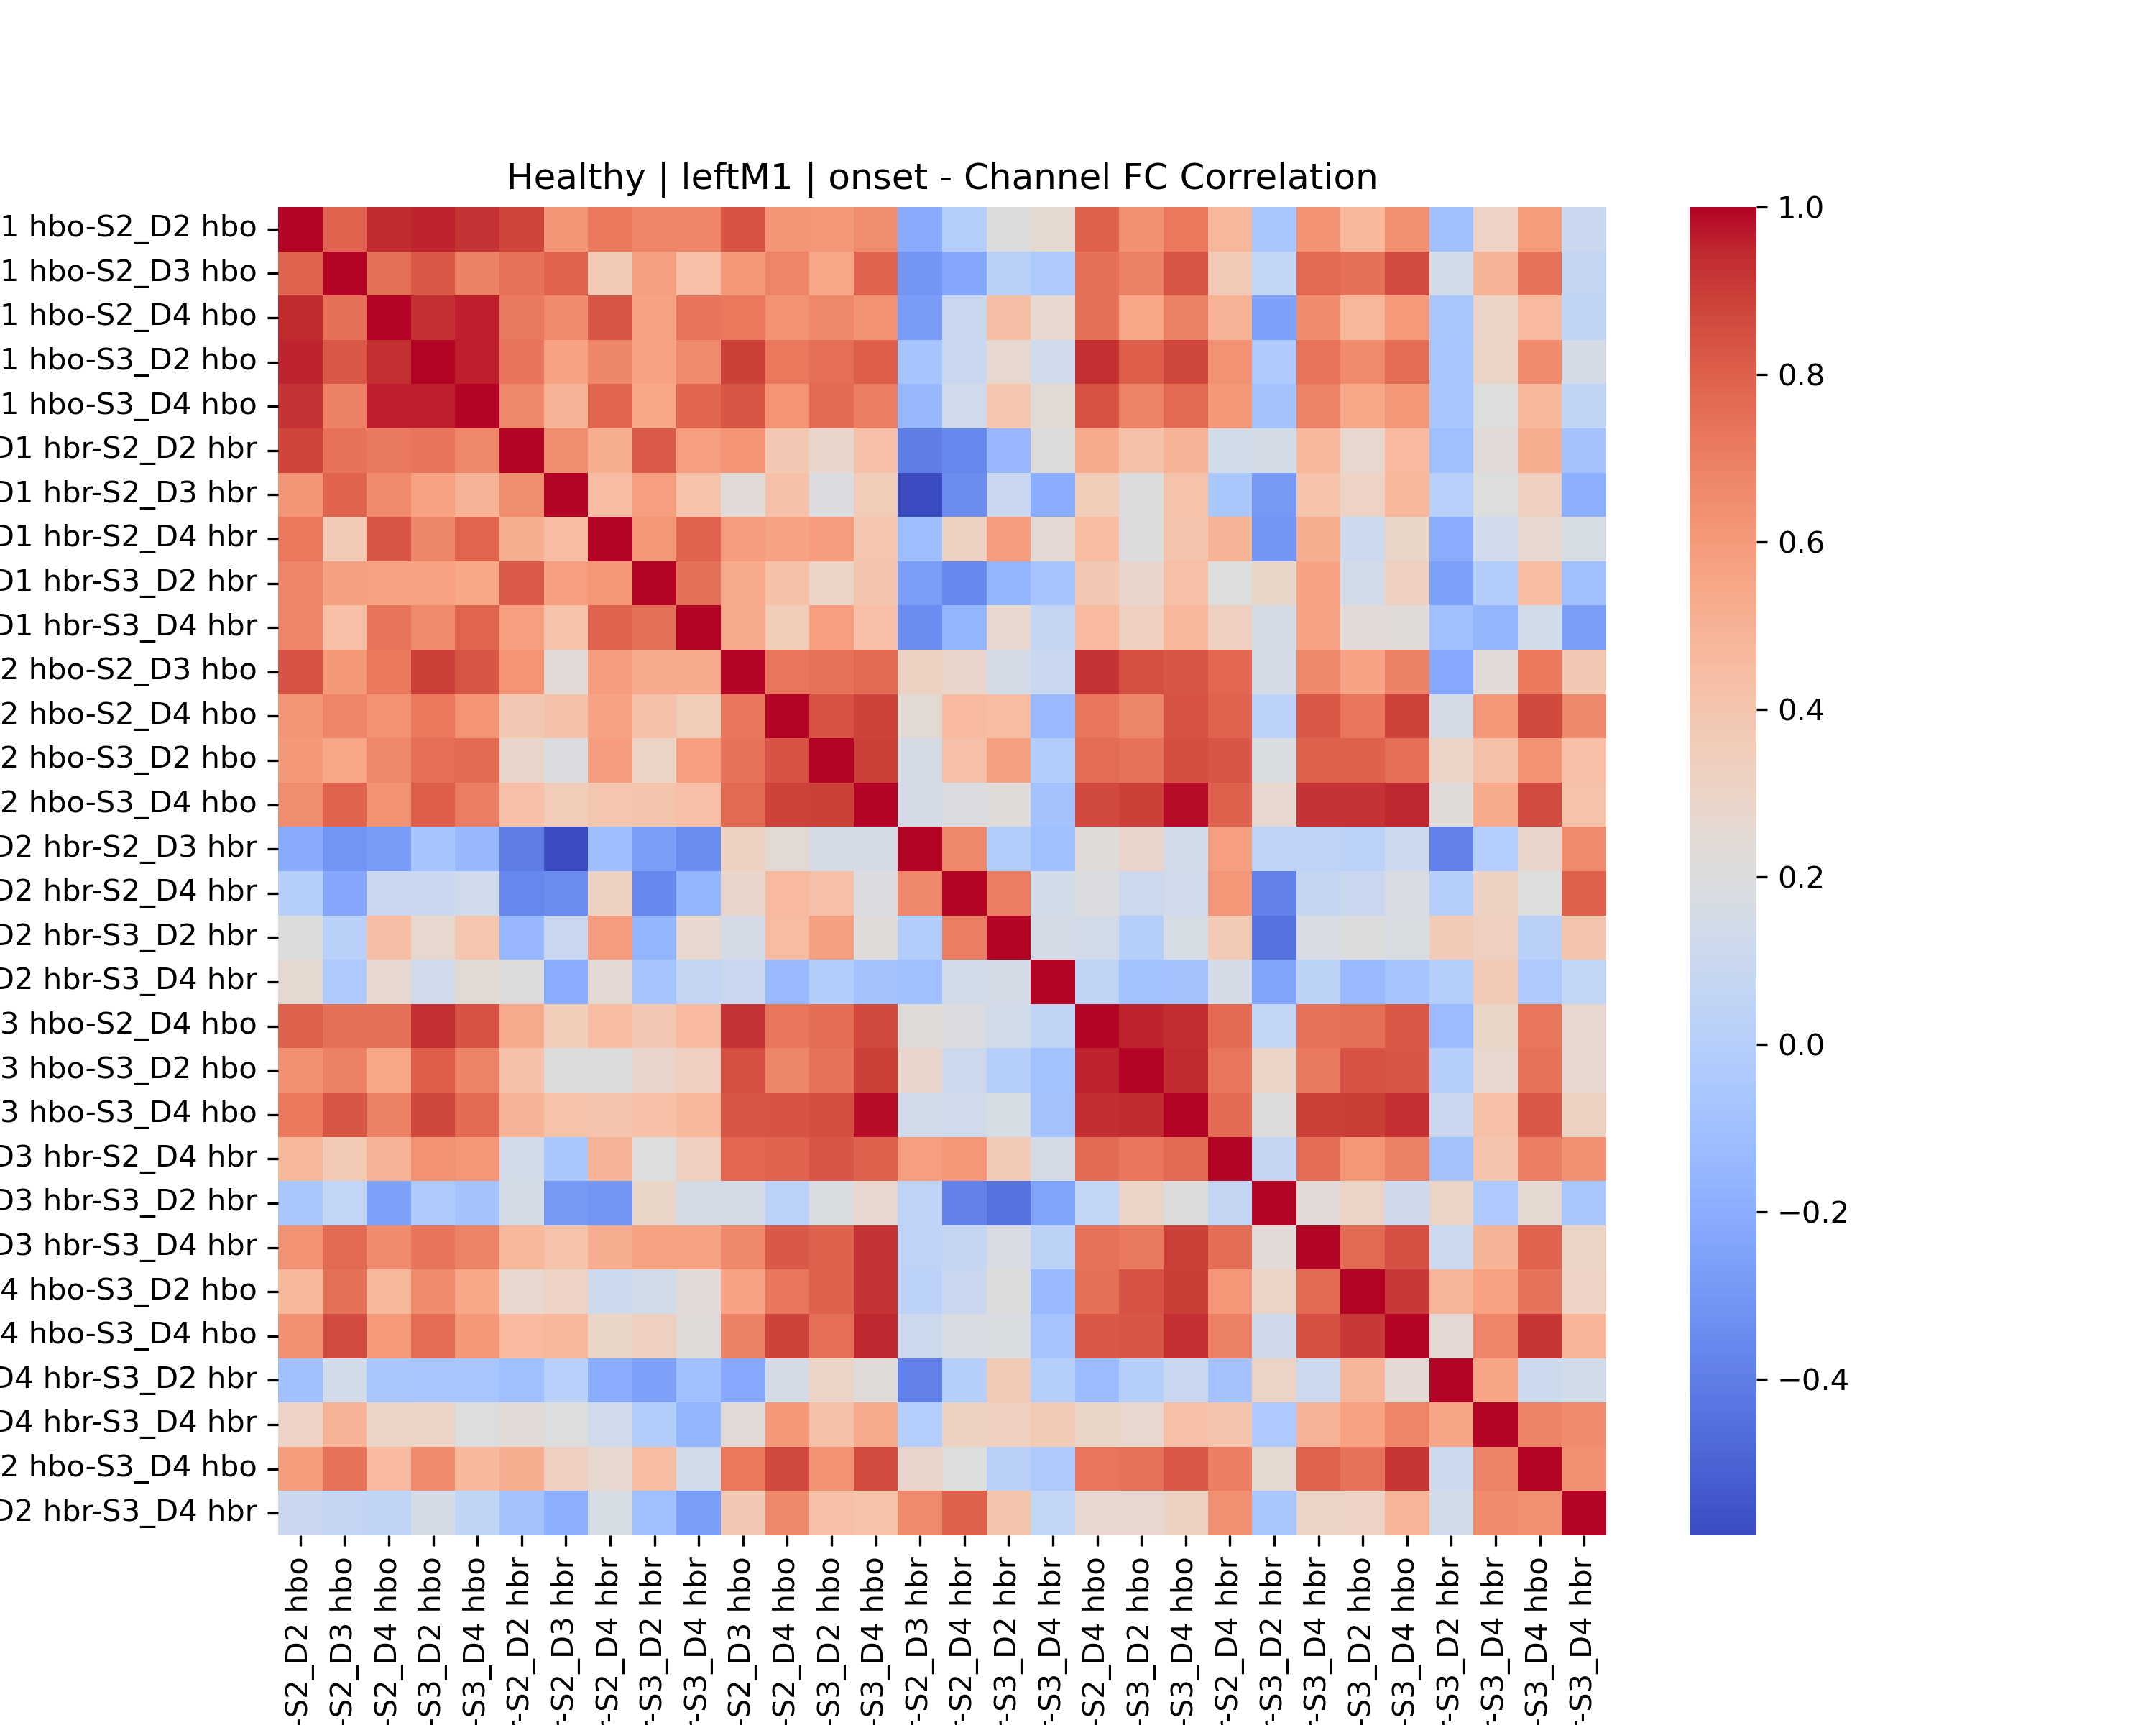 Healthy | leftM1 | onset - Channel FC Correlation
1 hbo-S2_D2 hbo
1 hbo-S2_D3 hbo
1 hbo-S2_D4 hbo
1 hbo-S3_D2 hbo
1 hbo-S3_D4 hbo
D1 hbr-S2_D2 hbr
D1 hbr-S2_D3 hbr
D1 hbr-S2_D4 hbr
D1 hbr-S3_D2 hbr
D1 hbr-S3_D4 hbr
2 hbo-S2_D3 hbo
2 hbo-S2_D4 hbo
2 hbo-S3_D2 hbo
2 hbo-S3_D4 hbo
D2 hbr-S2_D3 hbr
D2 hbr-S2_D4 hbr
D2 hbr-S3_D2 hbr
D2 hbr-S3_D4 hbr
3 hbo-S2_D4 hbo
3 hbo-S3_D2 hbo
3 hbo-S3_D4 hbo
D3 hbr-S2_D4 hbr
D3 hbr-S3_D2 hbr
D3 hbr-S3_D4 hbr
4 hbo-S3_D2 hbo
4 hbo-S3_D4 hbo
D4 hbr-S3_D2 hbr
D4 hbr-S3_D4 hbr
2 hbo-S3_D4 hbo
D2 hbr-S3_D4 hbr
-S2_D2 hbo
-S2_D3 hbo
-S2_D4 hbo
-S3_D2 hbo
-S3_D4 hbo
r-S2_D2 hbr
r-S2_D3 hbr
r-S2_D4 hbr
r-S3_D2 hbr
r-S3_D4 hbr
-S2_D3 hbo
-S2_D4 hbo
-S3_D2 hbo
-S3_D4 hbo
r-S2_D3 hbr
r-S2_D4 hbr
r-S3_D2 hbr
r-S3_D4 hbr
-S2_D4 hbo
-S3_D2 hbo
-S3_D4 hbo
r-S2_D4 hbr
r-S3_D2 hbr
r-S3_D4 hbr
-S3_D2 hbo
-S3_D4 hbo
r-S3_D2 hbr
r-S3_D4 hbr
-S3_D4 hbo
r-S3_D4 hbr
1.0
0.8
0.6
0.4
0.2
0.0
−0.2
−0.4